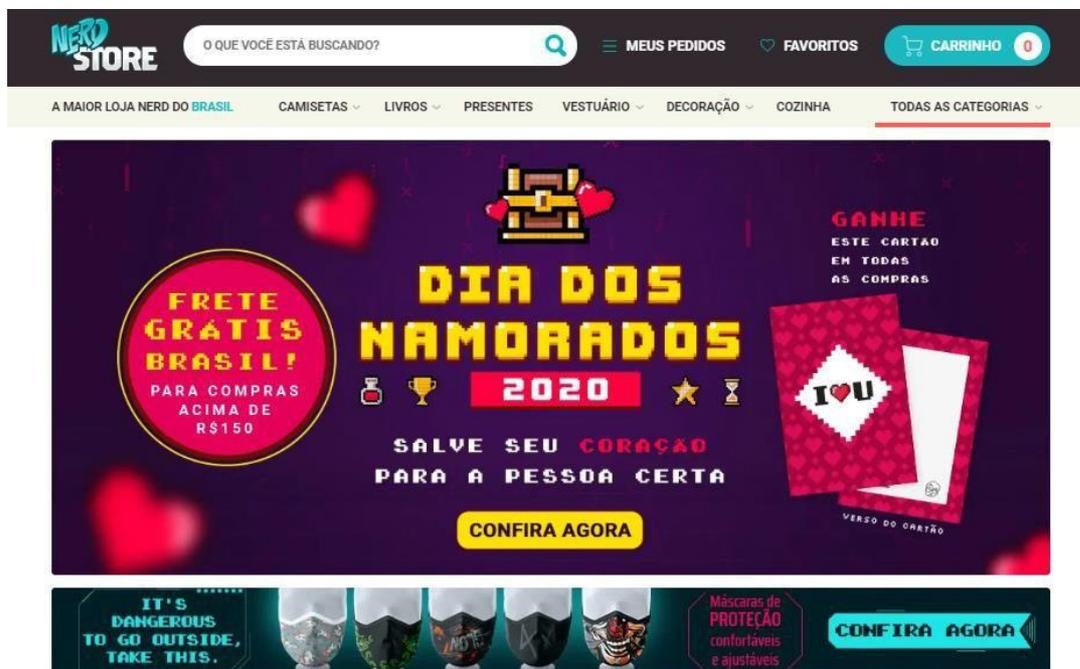 NERD
STORE
O QUE VOCÊ ESTÁ BUSCANDO?
MEUS PEDIDOS
FAVORITOS
CARRINHO 0
A MAIOR LOJA NERD DO BRASIL
CAMISETAS
LIVROS
PRESENTES
VESTUÁRIO
DECORAÇÃO
COZINHA
TODAS AS CATEGORIAS
FRETE
GRÁTIS
BRASIL!
PARA COMPRAS
ACIMA DE
R$150
DIA DOS
NAMORADOS
2020
SALVE SEU CORAÇÃO
PARA A PESSOA CERTA
CONFIRA AGORA
GANHE
ESTE CARTÃO
EM TODAS
AS COMPRAS
I U
VERSO DO CARTÃO
IT'S
DANGEROUS
TO GO OUTSIDE,
TAKE THIS.
Máscaras de
PROTEÇÃO
confortáveis
e ajustáveis
CONFIRA AGORA